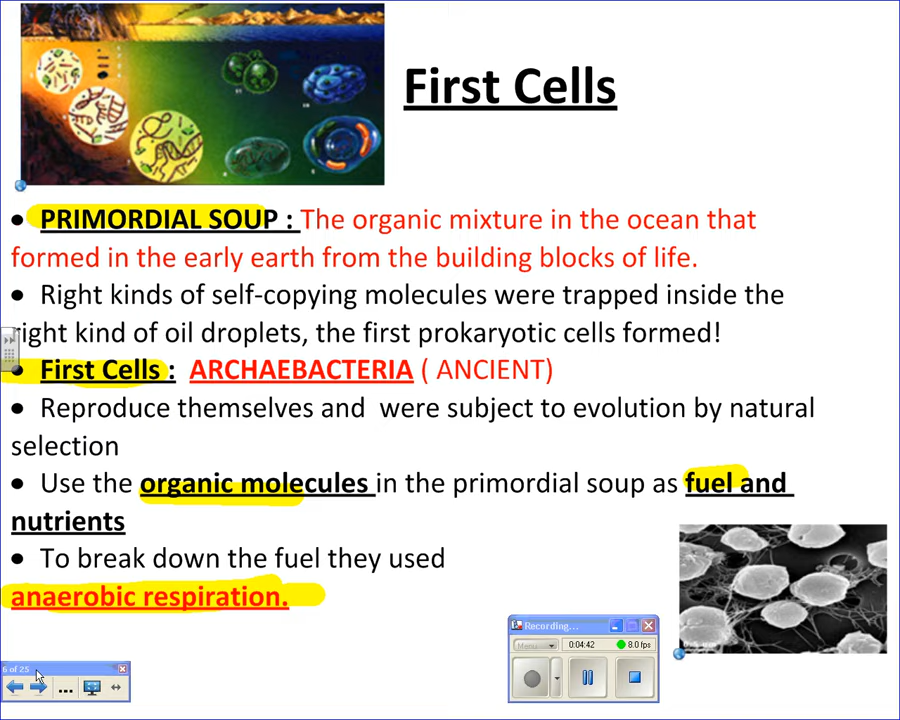 First Cells
• PRIMORDIAL SOUP : The organic mixture in the ocean that
formed in the early earth from the building blocks of life.
• Right kinds of self-copying molecules were trapped inside the
right kind of oil droplets, the first prokaryotic cells formed!
• First Cells : ARCHAEBACTERIA ( ANCIENT)
• Reproduce themselves and were subject to evolution by natural
selection
• Use the organic molecules in the primordial soup as fuel and
nutrients
• To break down the fuel they used
anaerobic respiration.
Recording...
Menu 0:04:42 8.0 fps
6 of 25
...